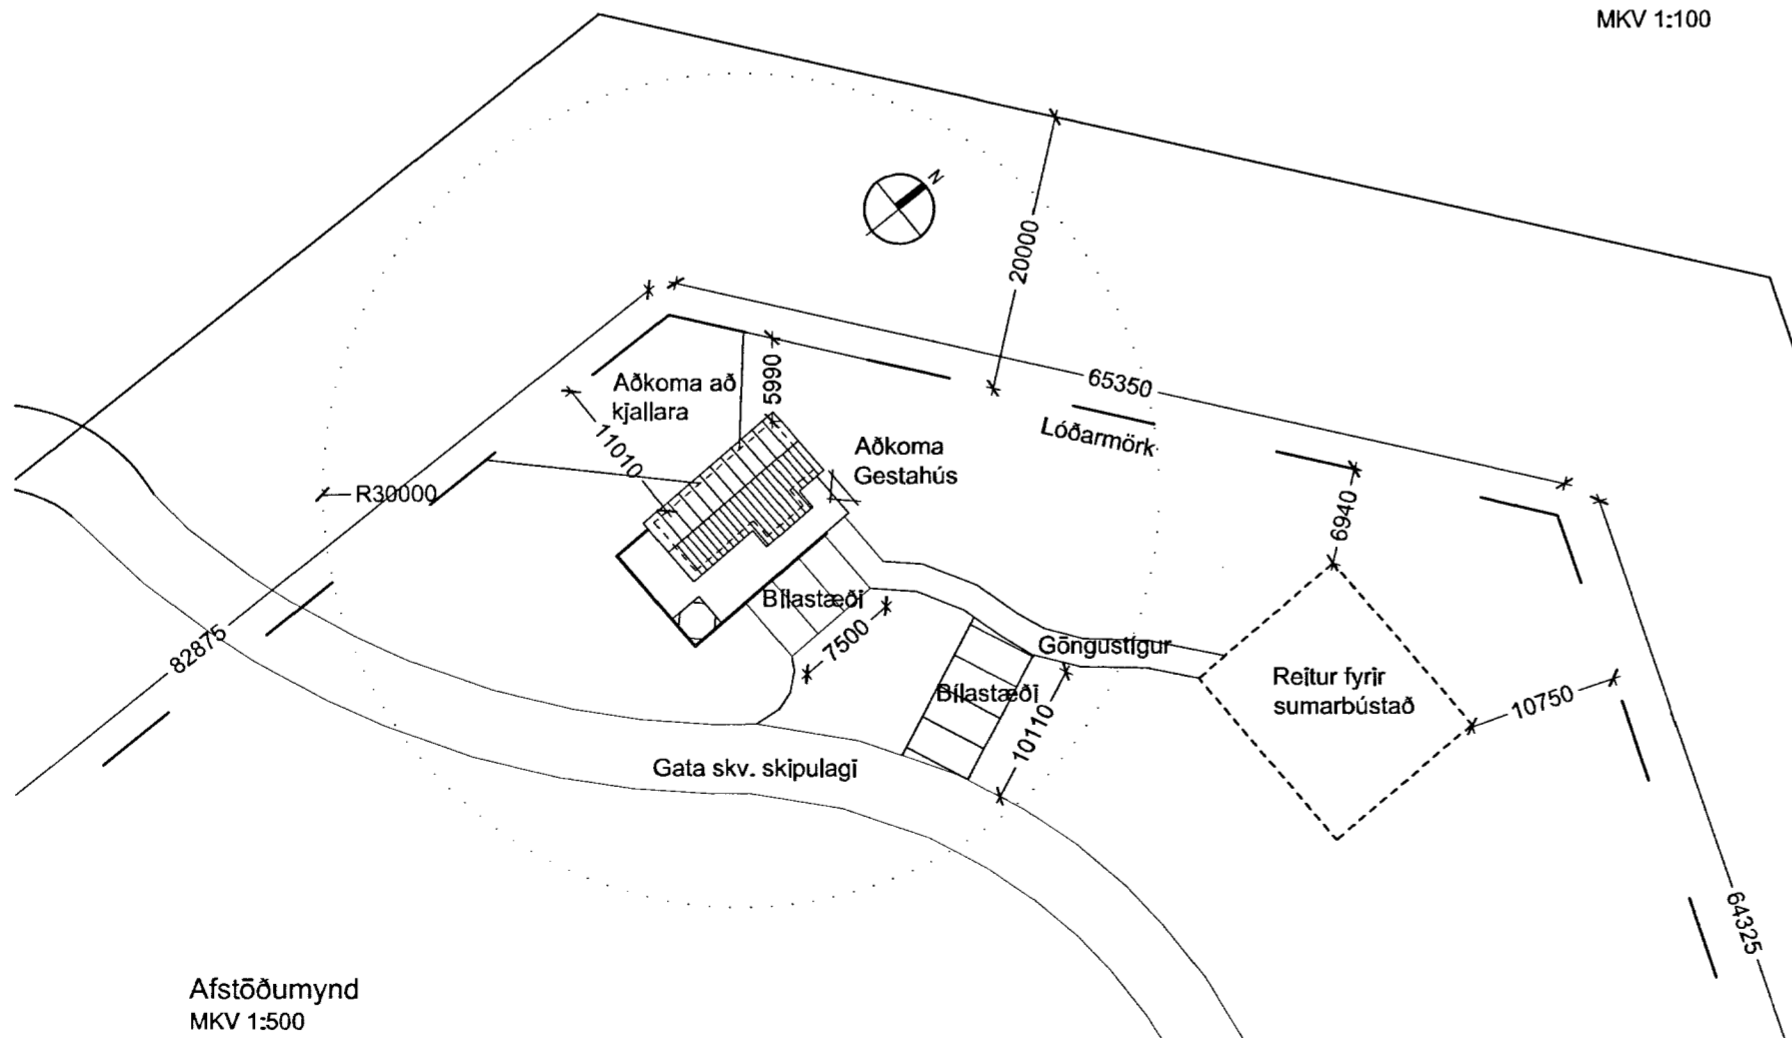 MKV 1:100
N
20000
65350
5990
Aðkoma að
kjallara
11010
Aðkoma
Gestahús
Lóðarmörk
R30000
6940
82875
Bílastæði
7500
Göngustígur
Bílastæði
10110
Reitur fyrir
sumarbústað
10750
Gata skv. skipulagi
64325
Afstöðumynd
MKV 1:500